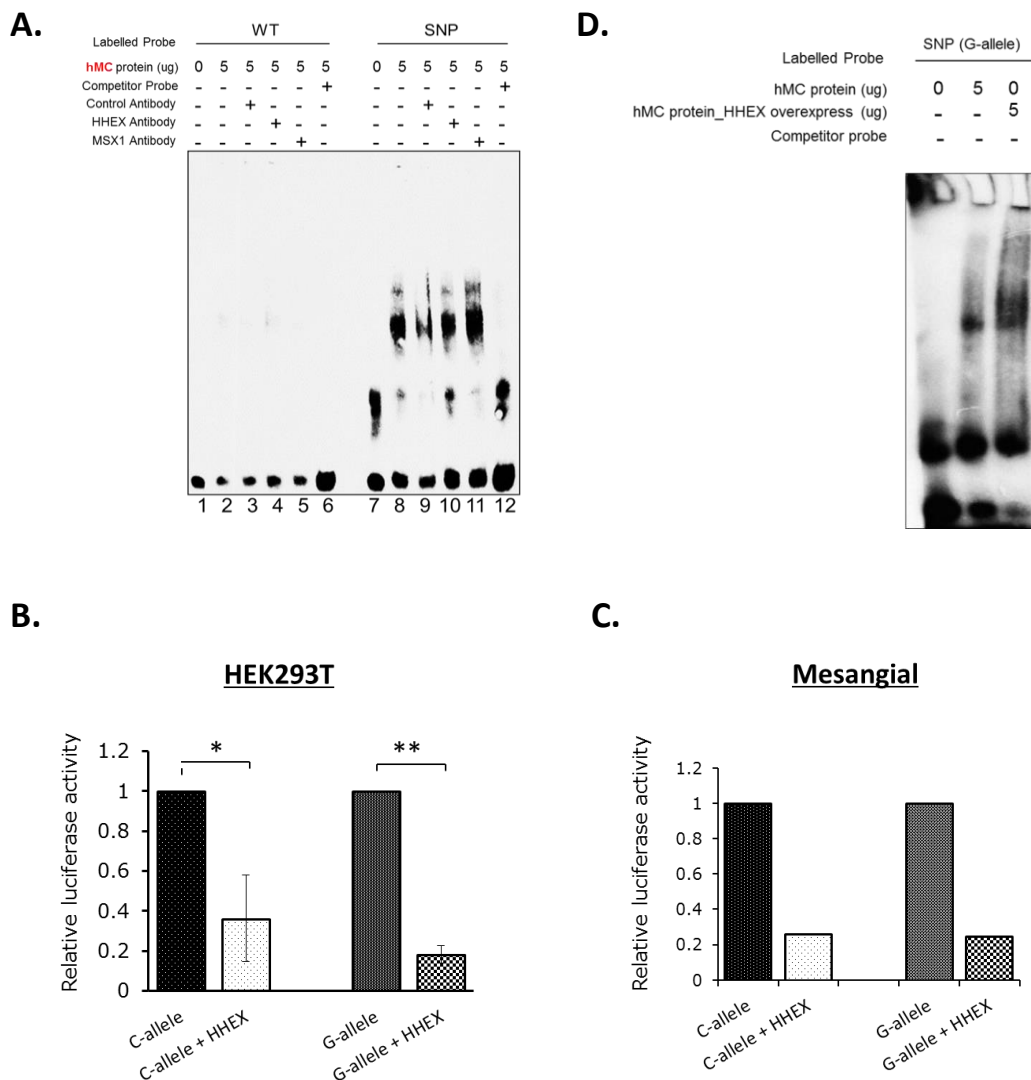 A.
WT SNP
Labelled Probe
hMC protein (ug) 0 5 5 5 5 5 0 5 5 5 5 5
Competitor Probe - - - - - + - - - - - +
Control Antibody - - + - - - - - + - - -
HHEX Antibody - - - + - - - - - + - -
MSX1 Antibody - - - - + - - - - - + -
1 2 3 4 5 6 7 8 9 10 11 12
D.
SNP (G-allele)
Labelled Probe
hMC protein (ug) 0 5 0
hMC protein_HHEX overexpress (ug) - - 5
Competitor probe - - -
B.
HEK293T
Relative luciferase activity
1.2
1
0.8
0.6
0.4
0.2
0
* **
C-allele
C-allele + HHEX
G-allele
G-allele + HHEX
C.
Mesangial
Relative luciferase activity
1.2
1
0.8
0.6
0.4
0.2
0
C-allele
C-allele + HHEX
G-allele
G-allele + HHEX